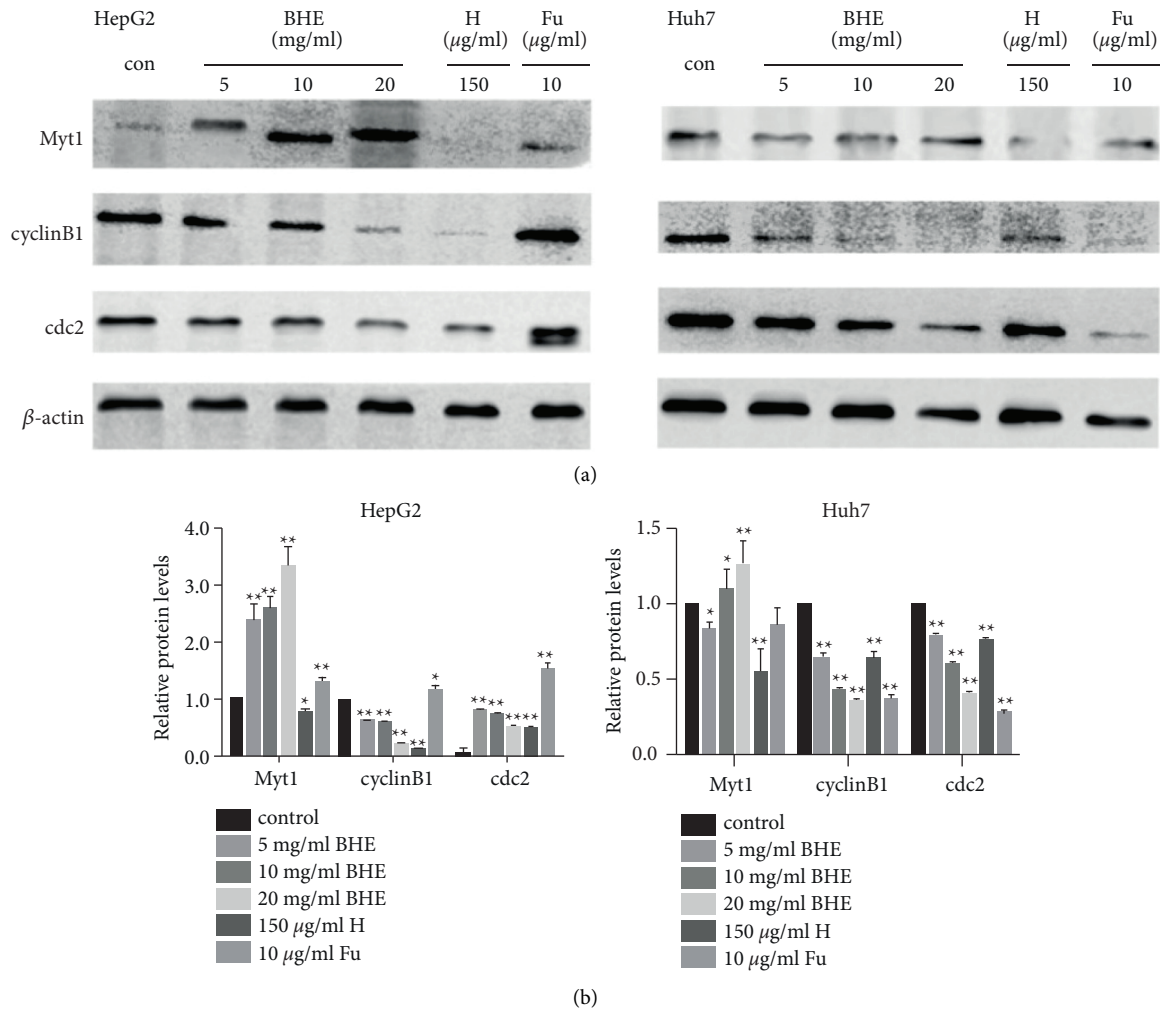 HepG2 BHE H Fu
(mg/ml) (μg/ml) (μg/ml)
con
5 10 20 150 10
Myt1
cyclinB1
cdc2
β-actin
Huh7 BHE H Fu
(mg/ml) (μg/ml) (μg/ml)
con
5 10 20 150 10
(a)
HepG2
Relative protein levels
4.0
3.0
2.0
1.0
0.0
** ** ** * **
** ** ** ** *
** ** ** ** **
Myt1 cyclinB1 cdc2
control
5 mg/ml BHE
10 mg/ml BHE
20 mg/ml BHE
150 μg/ml H
10 μg/ml Fu
Huh7
Relative protein levels
1.5
1.0
0.5
0.0
* * ** **
** ** ** ** **
** ** ** ** **
Myt1 cyclinB1 cdc2
control
5 mg/ml BHE
10 mg/ml BHE
20 mg/ml BHE
150 μg/ml H
10 μg/ml Fu
(b)